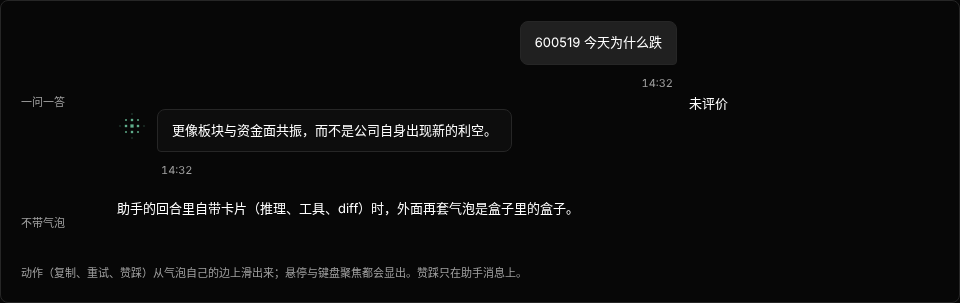 600519 今天为什么跌
14:32
一问一答
未评价
更像板块与资金面共振，而不是公司自身出现新的利空。
14:32
助手的回合里自带卡片（推理、工具、diff）时，外面再套气泡是盒子里的盒子。
不带气泡
动作（复制、重试、赞踩）从气泡自己的边上滑出来；悬停与键盘聚焦都会显出。赞踩只在助手消息上。